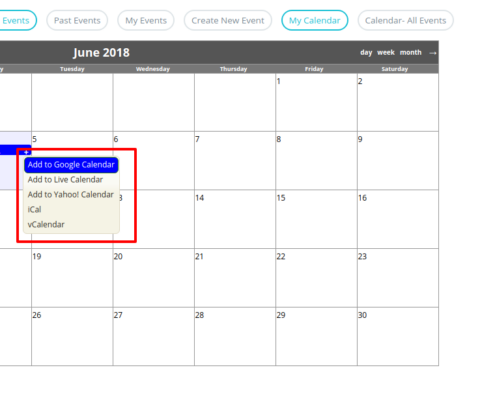 Events Past Events My Events Create New Event My Calendar Calendar- All Events
June 2018 day week month →
y Tuesday Wednesday Thursday Friday Saturday
1 2
5 6 7 8 9
+
Add to Google Calendar
Add to Live Calendar
Add to Yahoo! Calendar
iCal
vCalendar
3 14 15 16
19 20 21 22 23
26 27 28 29 30